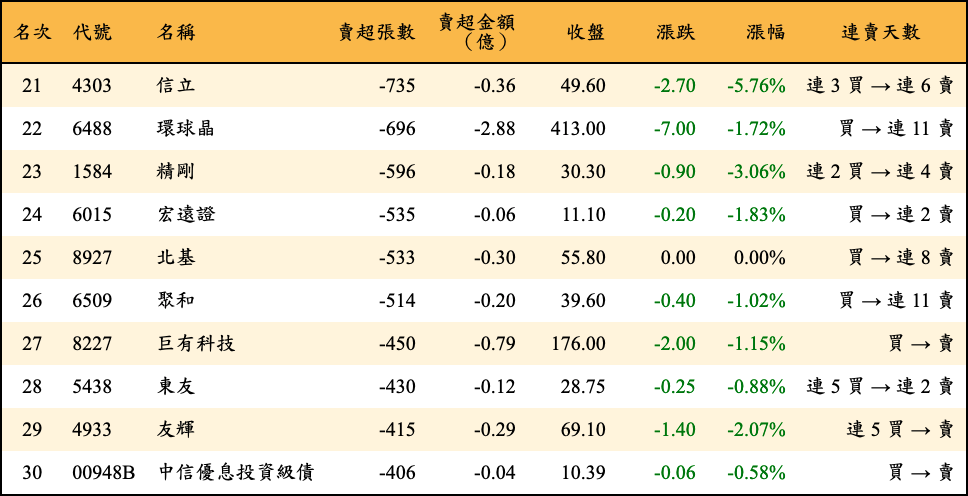 名次 代號 名稱 賣超張數 賣超金額（億） 收盤 漲跌 漲幅 連賣天數
21 4303 信立 -735 -0.36 49.60 -2.70 -5.76% 連 3 買 → 連 6 賣
22 6488 環球晶 -696 -2.88 413.00 -7.00 -1.72% 買 → 連 11 賣
23 1584 精剛 -596 -0.18 30.30 -0.90 -3.06% 連 2 買 → 連 4 賣
24 6015 宏遠證 -535 -0.06 11.10 -0.20 -1.83% 買 → 連 2 賣
25 8927 北基 -533 -0.30 55.80 0.00 0.00% 買 → 連 8 賣
26 6509 聚和 -514 -0.20 39.60 -0.40 -1.02% 買 → 連 11 賣
27 8227 巨有科技 -450 -0.79 176.00 -2.00 -1.15% 買 → 賣
28 5438 東友 -430 -0.12 28.75 -0.25 -0.88% 連 5 買 → 連 2 賣
29 4933 友輝 -415 -0.29 69.10 -1.40 -2.07% 連 5 買 → 賣
30 00948B 中信優息投資級債 -406 -0.04 10.39 -0.06 -0.58% 買 → 賣